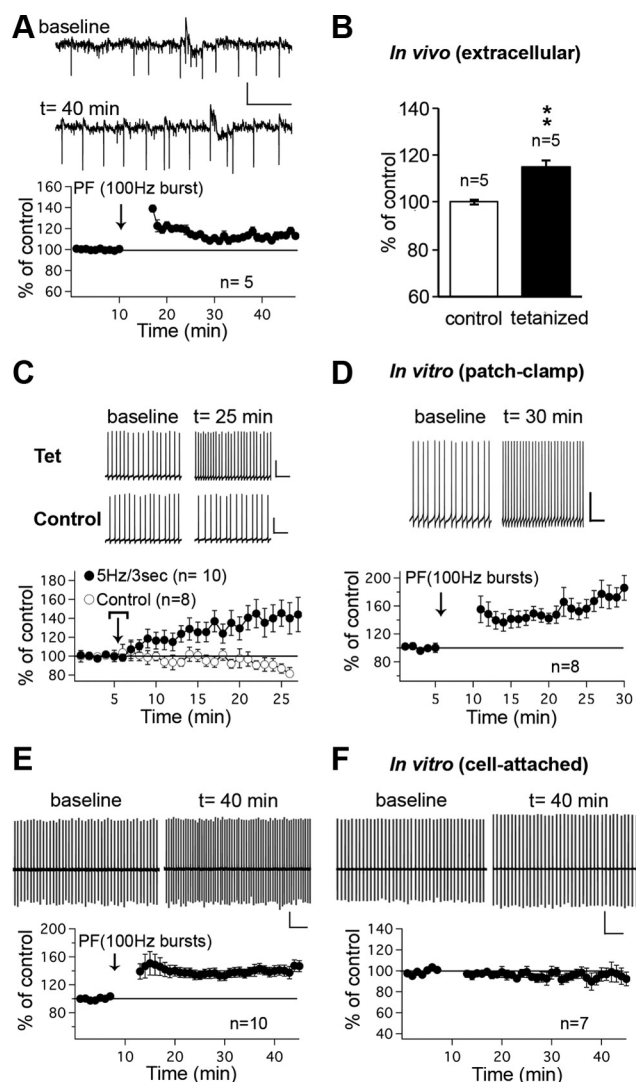 A
baseline
t= 40 min
PF (100Hz burst)
% of control
160
140
120
100
80
60
n= 5
10
20
30
40
Time (min)
B
In vivo (extracellular)
% of control
140
120
100
80
60
n=5
**
n=5
control
tetanized
C
baseline
t= 25 min
Tet
Control
5Hz/3sec (n= 10)
Control (n=8)
% of control
180
160
140
120
100
80
5
10
15
20
25
Time (min)
D
In vitro (patch-clamp)
baseline
t= 30 min
PF(100Hz bursts)
% of control
200
160
120
80
n=8
0
5
10
15
20
25
30
Time (min)
E
baseline
t= 40 min
PF(100Hz bursts)
% of control
200
160
120
80
n=10
10
20
30
40
Time (min)
F
In vitro (cell-attached)
baseline
t= 40 min
% of control
140
120
100
80
60
40
n=7
10
20
30
40
Time (min)